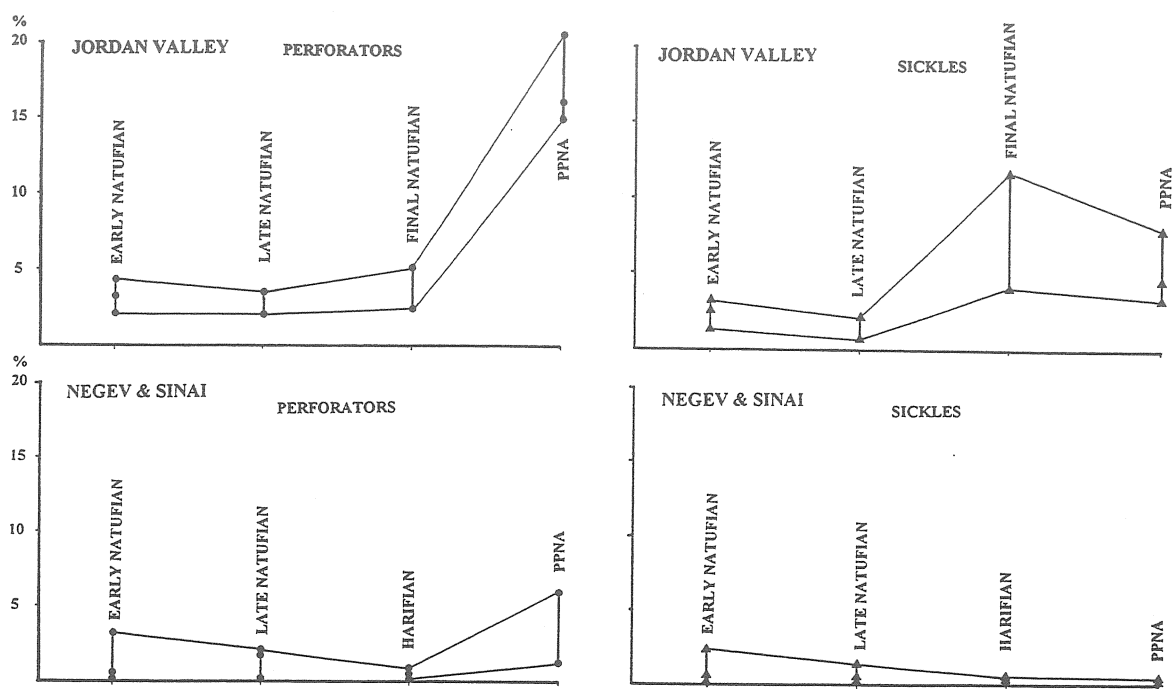 %
20
15
10
5
JORDAN VALLEY
PERFORATORS
EARLY NATUFIAN
LATE NATUFIAN
FINAL NATUFIAN
PPNA
JORDAN VALLEY
SICKLES
EARLY NATUFIAN
LATE NATUFIAN
FINAL NATUFIAN
PPNA
%
20
15
10
5
NEGEV & SINAI
PERFORATORS
EARLY NATUFIAN
LATE NATUFIAN
HARIFIAN
PPNA
NEGEV & SINAI
SICKLES
EARLY NATUFIAN
LATE NATUFIAN
HARIFIAN
PPNA